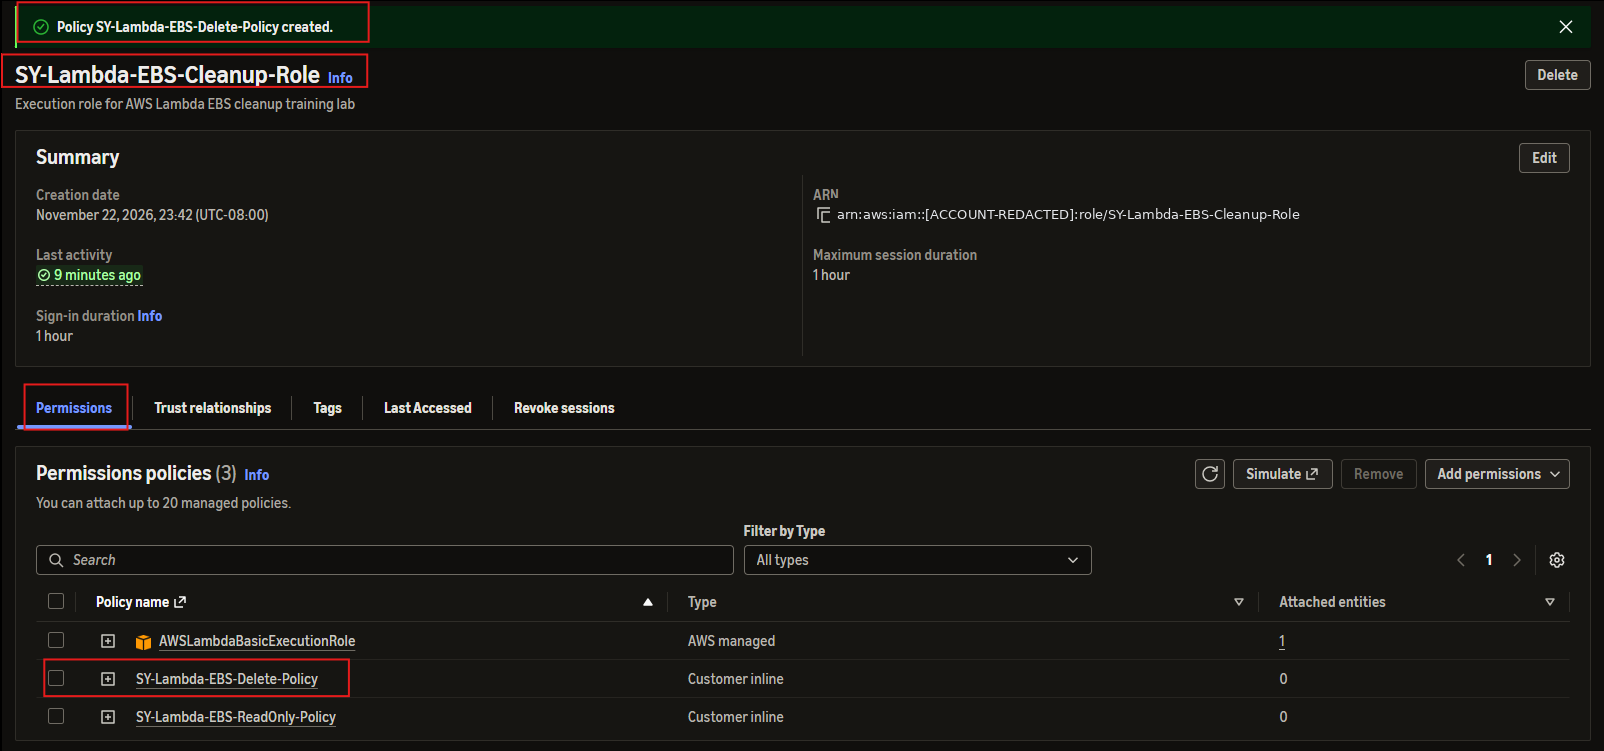 Policy SY-Lambda-EBS-Delete-Policy created.
SY-Lambda-EBS-Cleanup-Role Info
Delete
Execution role for AWS Lambda EBS cleanup training lab
Summary
Edit
Creation date
November 22, 2026, 23:42 (UTC-08:00)
ARN
arn:aws:iam::[ACCOUNT-REDACTED]:role/SY-Lambda-EBS-Cleanup-Role
Last activity
9 minutes ago
Maximum session duration
1 hour
Sign-in duration Info
1 hour
Permissions Trust relationships Tags Last Accessed Revoke sessions
Permissions policies (3) Info
Simulate Remove Add permissions
You can attach up to 20 managed policies.
Filter by Type
Search All types 1
Policy name Type Attached entities
AWSLambdaBasicExecutionRole AWS managed 1
SY-Lambda-EBS-Delete-Policy Customer inline 0
SY-Lambda-EBS-ReadOnly-Policy Customer inline 0